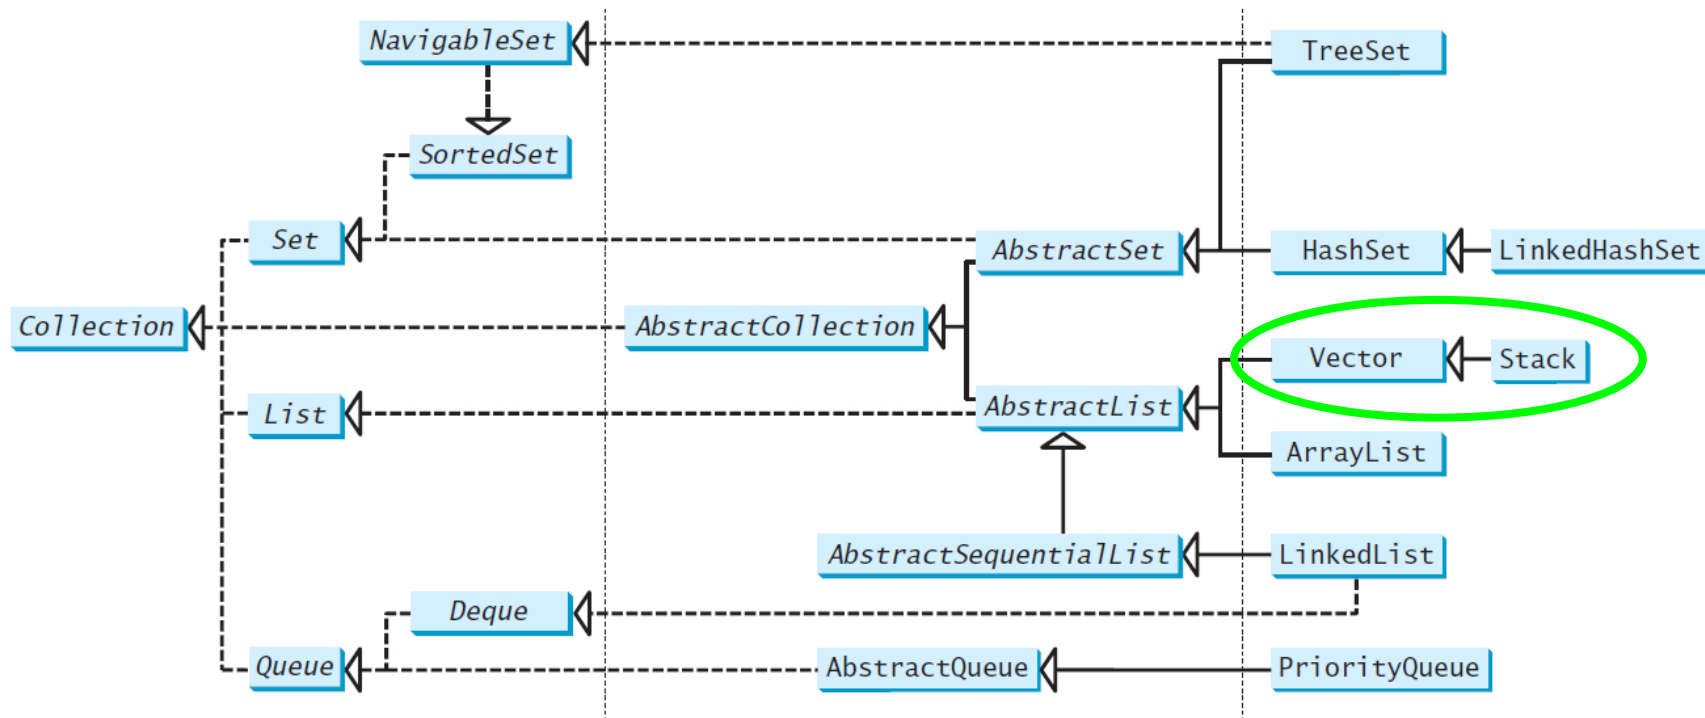 NavigableSet
TreeSet
SortedSet
Set
AbstractSet
HashSet
LinkedHashSet
Collection
AbstractCollection
Vector
Stack
List
AbstractList
ArrayList
AbstractSequentialList
LinkedList
Deque
Queue
AbstractQueue
PriorityQueue